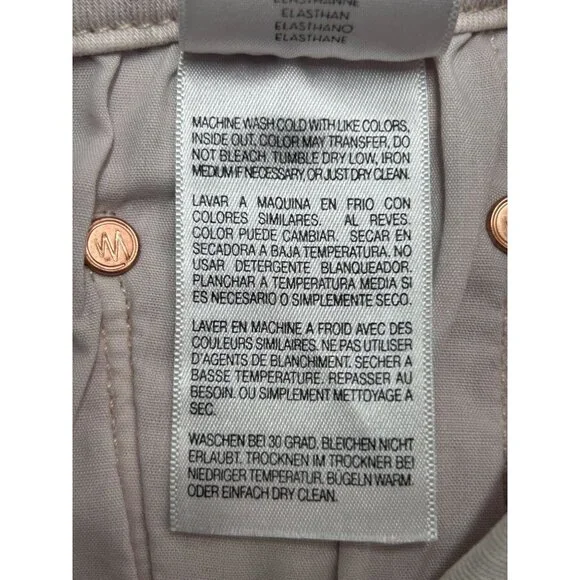 ELASTHANNE
ELASTHAN
ELASTHANO
ELASTHANE
MACHINE WASH COLD WITH LIKE COLORS,
INSIDE OUT, COLOR MAY TRANSFER, DO
NOT BLEACH, TUMBLE DRY LOW, IRON
MEDIUM IF NECESSARY, OR JUST DRY CLEAN.
LAVAR A MAQUINA EN FRIO CON
COLORES SIMILARES. AL REVES.
COLOR PUEDE CAMBIAR. SECAR EN
SECADORA A BAJA TEMPERATURA. NO
USAR DETERGENTE BLANQUEADOR.
PLANCHAR A TEMPERATURA MEDIA SI
ES NECESARIO O SIMPLEMENTE SECO.
LAVER EN MACHINE A FROID AVEC DES
COULEURS SIMILAIRES. NE PAS UTILISER
D'AGENTS DE BLANCHIMENT. SECHER A
BASSE TEMPERATURE. REPASSER AU
BESOIN. OU SIMPLEMENT METTOYAGE A
SEC.
WASCHEN BEI 30 GRAD. BLEICHEN NICHT
ERLAUBT. TROCKNEN IM TROCKNER BEI
NIEDRIGER TEMPERATUR. BÜGELN WARM.
ODER EINFACH DRY CLEAN.